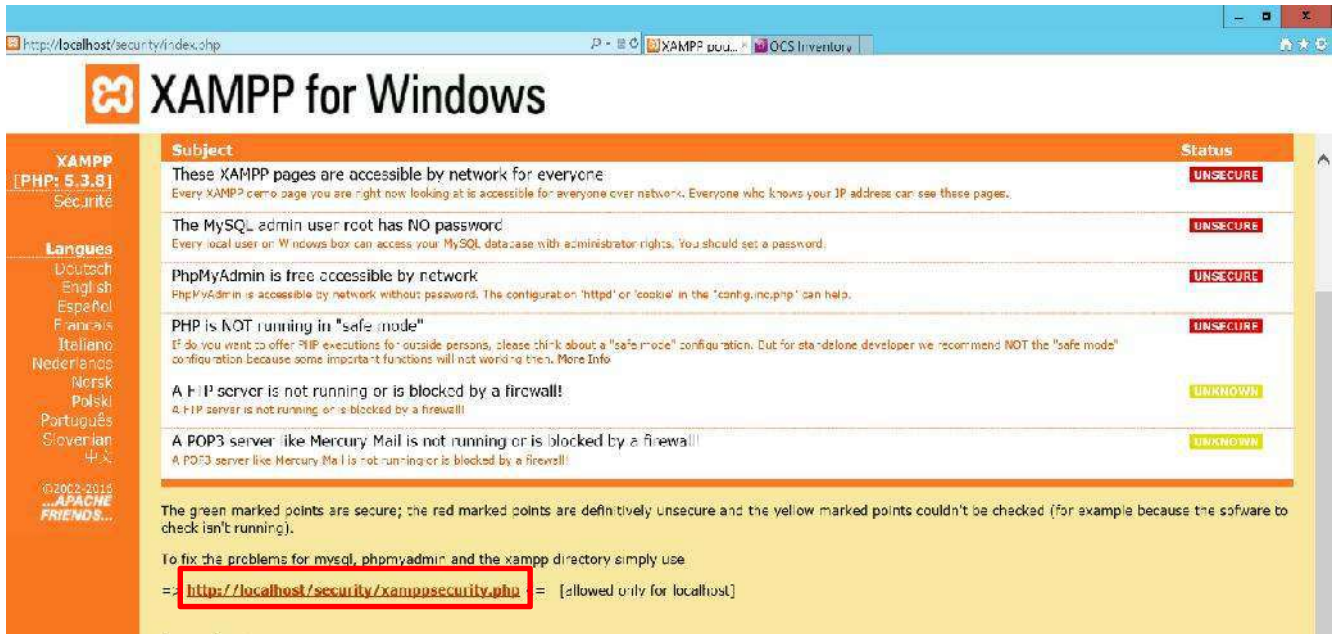 http://localhost/security/index.php
XAMPP pou...
OCS Inventory
XAMPP for Windows
XAMPP
[PHP: 5.3.8]
Sécurité
Langues
Deutsch
English
Español
Francais
Italiano
Nederlands
Norsk
Polski
Português
Slovenian
中文
©2002-2016
...APACHE
FRIENDS...
Subject Status
These XAMPP pages are accessible by network for everyone UNSECURE
Every XAMPP demo page you are right now looking at is accessible for everyone over network. Everyone who knows your IP address can see these pages.
The MySQL admin user root has NO password UNSECURE
Every local user on Windows box can access your MySQL database with administrator rights. You should set a password.
PhpMyAdmin is free accessible by network UNSECURE
PhpMyAdmin is accessible by network without password. The configuration 'httpd' or 'cookie' in the "config.inc.php" can help.
PHP is NOT running in "safe mode" UNSECURE
If do you want to offer PHP executions for outside persons, please think about a "safe mode" configuration. But for standalone developer we recommend NOT the "safe mode"
configuration because some important functions will not working then. More Info
A FTP server is not running or is blocked by a firewall! UNKNOWN
A FTP server is not running or is blocked by a firewall!
A POP3 server like Mercury Mail is not running or is blocked by a firewall! UNKNOWN
A POP3 server like Mercury Mail is not running or is blocked by a firewall!
The green marked points are secure; the red marked points are definitively unsecure and the yellow marked points couldn't be checked (for example because the sofware to
check isn't running).
To fix the problems for mysql, phpmyadmin and the xampp directory simply use
=> http://localhost/security/xamppsecurity.php <= [allowed only for localhost]